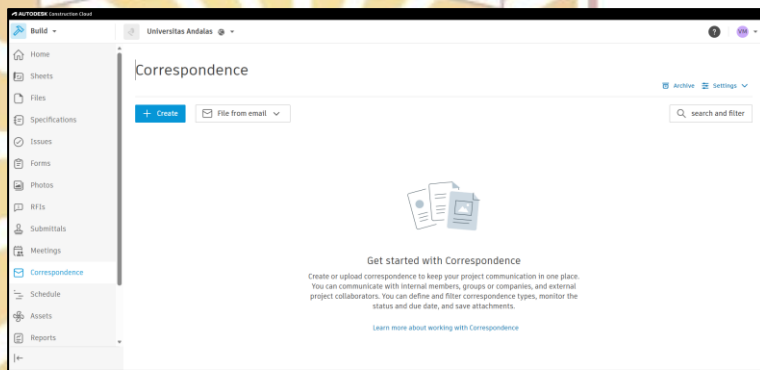 AUTODESK Construction Cloud
Build
Universitas Andalas
?
VM
Home
Sheets
Files
Specifications
Issues
Forms
Photos
RFIs
Submittals
Meetings
Correspondence
Schedule
Assets
Reports
Correspondence
Archive
Settings
+ Create
File from email
search and filter
Get started with Correspondence
Create or upload correspondence to keep your project communication in one place.
You can communicate with internal members, groups or companies, and external
project collaborators. You can define and filter correspondence types, monitor the
status and due date, and save attachments.
Learn more about working with Correspondence